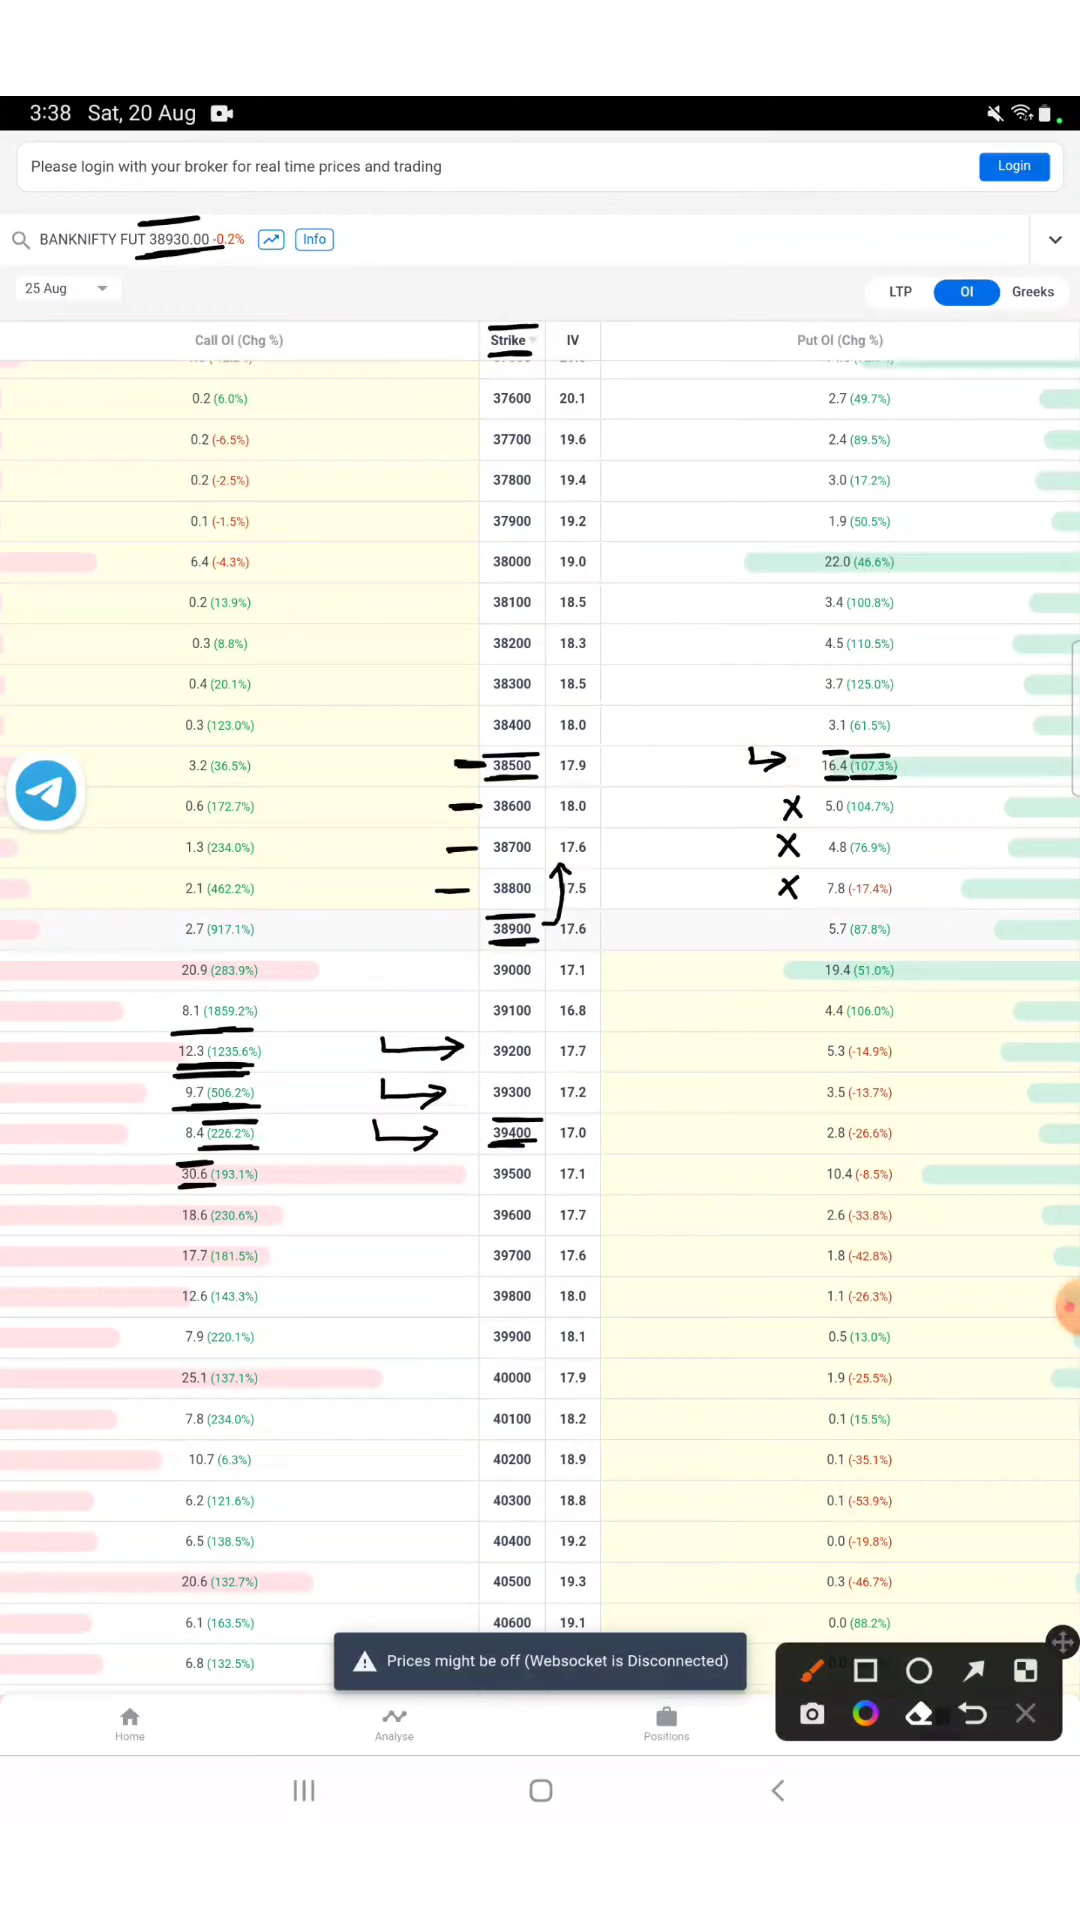 3:38 Sat, 20 Aug
Please login with your broker for real time prices and trading Login
BANKNIFTY FUT 38930.00 -0.2% Info
25 Aug LTP OI Greeks
Call OI (Chg %) Strike IV Put OI (Chg %)
0.2 (6.0%) 37600 20.1 2.7 (49.7%)
0.2 (-6.5%) 37700 19.6 2.4 (89.5%)
0.2 (-2.5%) 37800 19.4 3.0 (17.2%)
0.1 (-1.5%) 37900 19.2 1.9 (50.5%)
6.4 (-4.3%) 38000 19.0 22.0 (46.6%)
0.2 (13.9%) 38100 18.5 3.4 (100.8%)
0.3 (8.8%) 38200 18.3 4.5 (110.5%)
0.4 (20.1%) 38300 18.5 3.7 (125.0%)
0.3 (123.0%) 38400 18.0 3.1 (61.5%)
3.2 (36.5%) 38500 17.9 16.4 (107.3%)
0.6 (172.7%) 38600 18.0 X 5.0 (104.7%)
1.3 (234.0%) 38700 17.6 X 4.8 (76.9%)
2.1 (462.2%) 38800 7.5 X 7.8 (-17.4%)
2.7 (917.1%) 38900 17.6 5.7 (87.8%)
20.9 (283.9%) 39000 17.1 19.4 (51.0%)
8.1 (1859.2%) 39100 16.8 4.4 (106.0%)
12.3 (1235.6%) 39200 17.7 5.3 (-14.9%)
9.7 (506.2%) 39300 17.2 3.5 (-13.7%)
8.4 (226.2%) 39400 17.0 2.8 (-26.6%)
30.6 (193.1%) 39500 17.1 10.4 (-8.5%)
18.6 (230.6%) 39600 17.7 2.6 (-33.8%)
17.7 (181.5%) 39700 17.6 1.8 (-42.8%)
12.6 (143.3%) 39800 18.0 1.1 (-26.3%)
7.9 (220.1%) 39900 18.1 0.5 (13.0%)
25.1 (137.1%) 40000 17.9 1.9 (-25.5%)
7.8 (234.0%) 40100 18.2 0.1 (15.5%)
10.7 (6.3%) 40200 18.9 0.1 (-35.1%)
6.2 (121.6%) 40300 18.8 0.1 (-53.9%)
6.5 (138.5%) 40400 19.2 0.0 (-19.8%)
20.6 (132.7%) 40500 19.3 0.3 (-46.7%)
6.1 (163.5%) 40600 19.1 0.0 (88.2%)
6.8 (132.5%)
Prices might be off (Websocket is Disconnected)
Home Analyse Positions